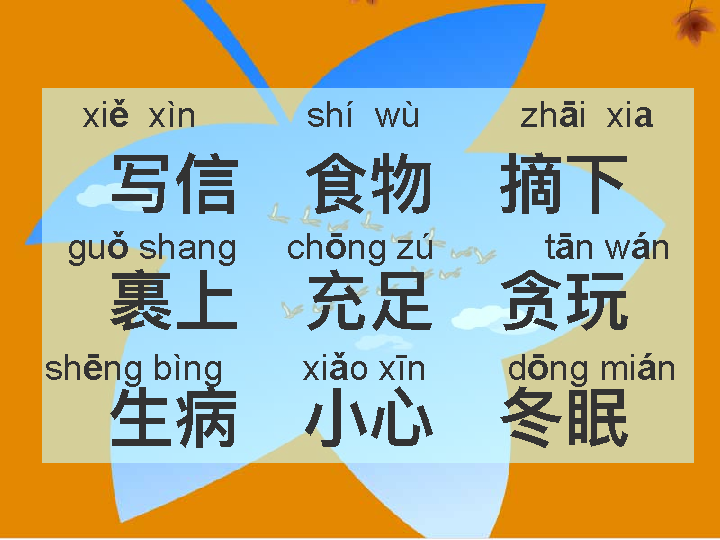 xiě xìn shí wù zhāi xia
写信 食物 摘下
guǒ shang chōng zú tān wán
裹上 充足 贪玩
shēng bìng xiǎo xīn dōng mián
生病 小心 冬眠